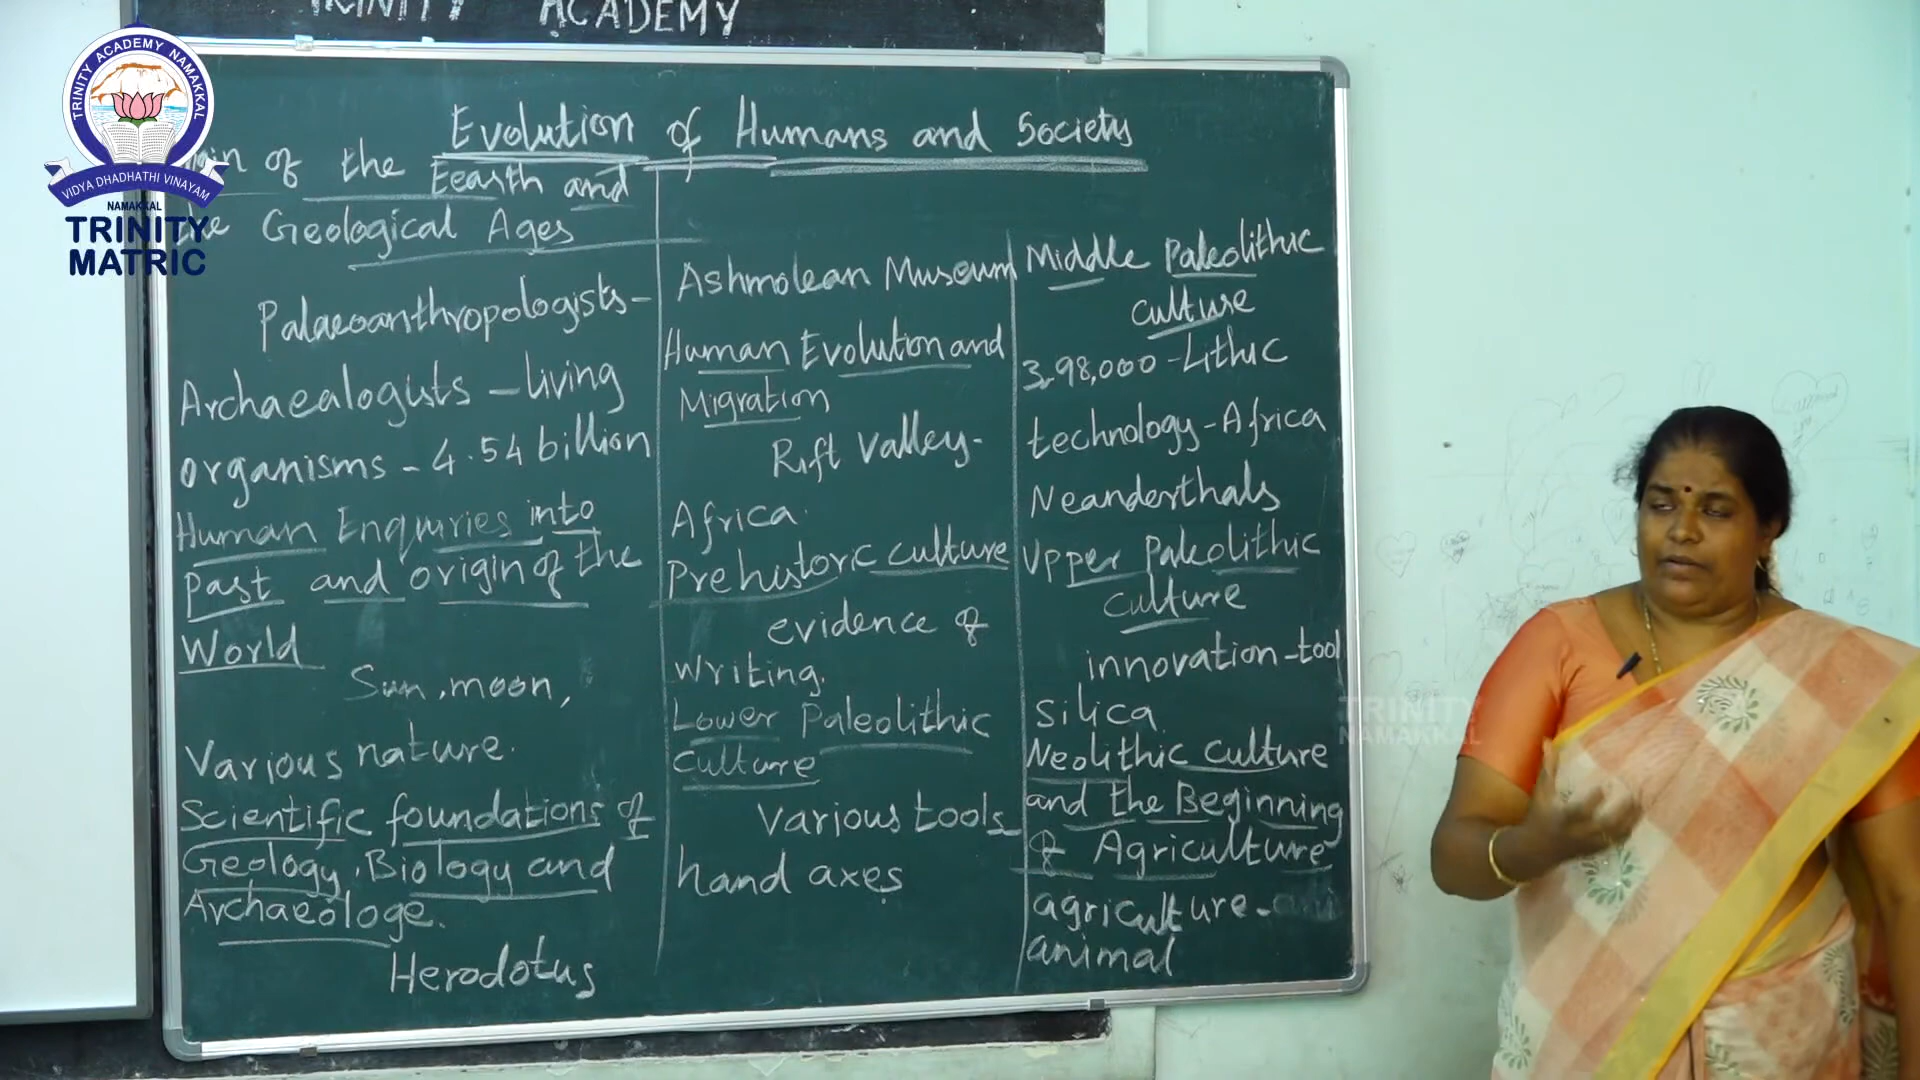 TRINITY ACADEMY
TRINITY ACADEMY NAMAKKAL
VIDYA DHADHATHI VINAYAM
NAMAKKAL
TRINITY
MATRIC
Evolution of Humans and Society
of the Eearth and
the Geological Ages
Palaeoanthropologists-
Archaealogists - living
organisms - 4.54 billion
Human Enquiries into
past and origin of the
World
Sun, moon,
Various nature.
Scientific foundations of
Geology, Biology and
Archaeologe.
Herodotus
Ashmolean Museum
Human Evolution and
Migration
Rift Valley-
Africa.
Prehistoric culture
evidence of
writing.
Lower Paleolithic
Culture
Various tools
hand axes
Middle Paleolithic
culture
3,98,000 - Lithic
technology - Africa
Neanderthals
Upper Paleolithic
culture
innovation - tool
silica
Neolithic culture
and the Beginning
of Agriculture
agriculture -
animal
TRINITY
NAMAKKAL